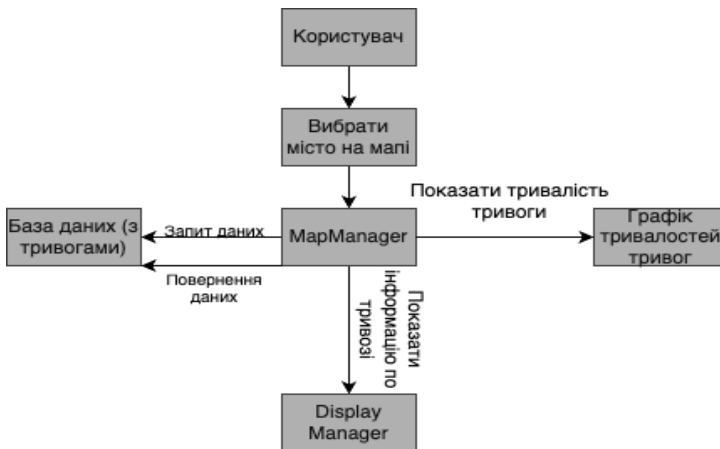 Користувач
Вибрати
місто на мапі
Показати тривалість
тривоги
База даних (з
тривогами)
Запит даних
MapManager
Графік
тривалостей
тривог
Повернення
даних
Показати
інформацію по
тривозі
Display
Manager